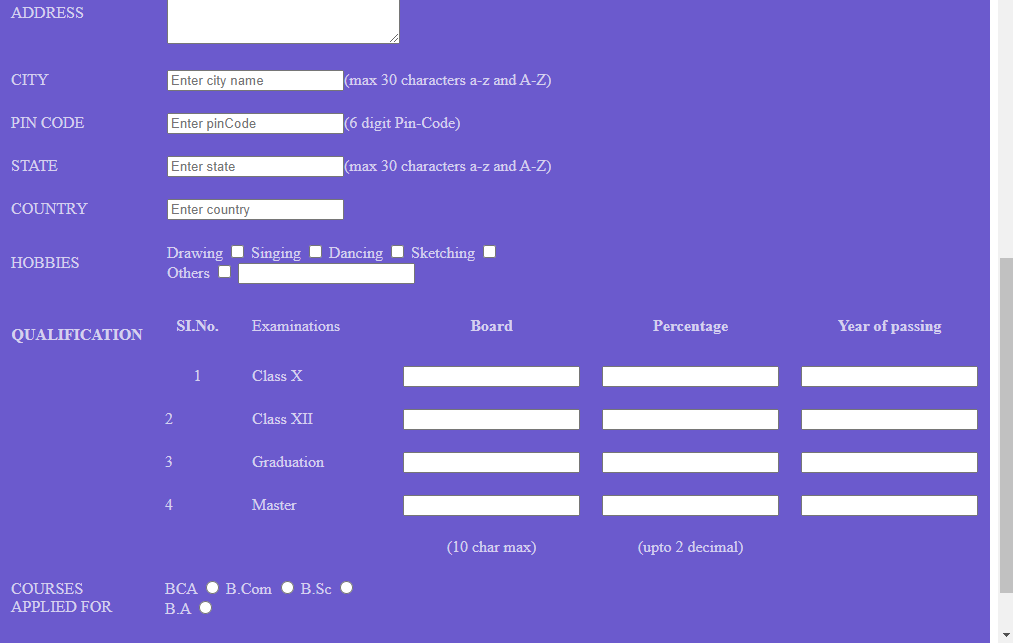 ADDRESS
CITY Enter city name (max 30 characters a-z and A-Z)
PIN CODE Enter pinCode (6 digit Pin-Code)
STATE Enter state (max 30 characters a-z and A-Z)
COUNTRY Enter country
HOBBIES Drawing Singing Dancing Sketching
Others
QUALIFICATION SI.No. Examinations Board Percentage Year of passing
1 Class X
2 Class XII
3 Graduation
4 Master
(10 char max) (upto 2 decimal)
COURSES APPLIED FOR BCA B.Com B.Sc
B.A